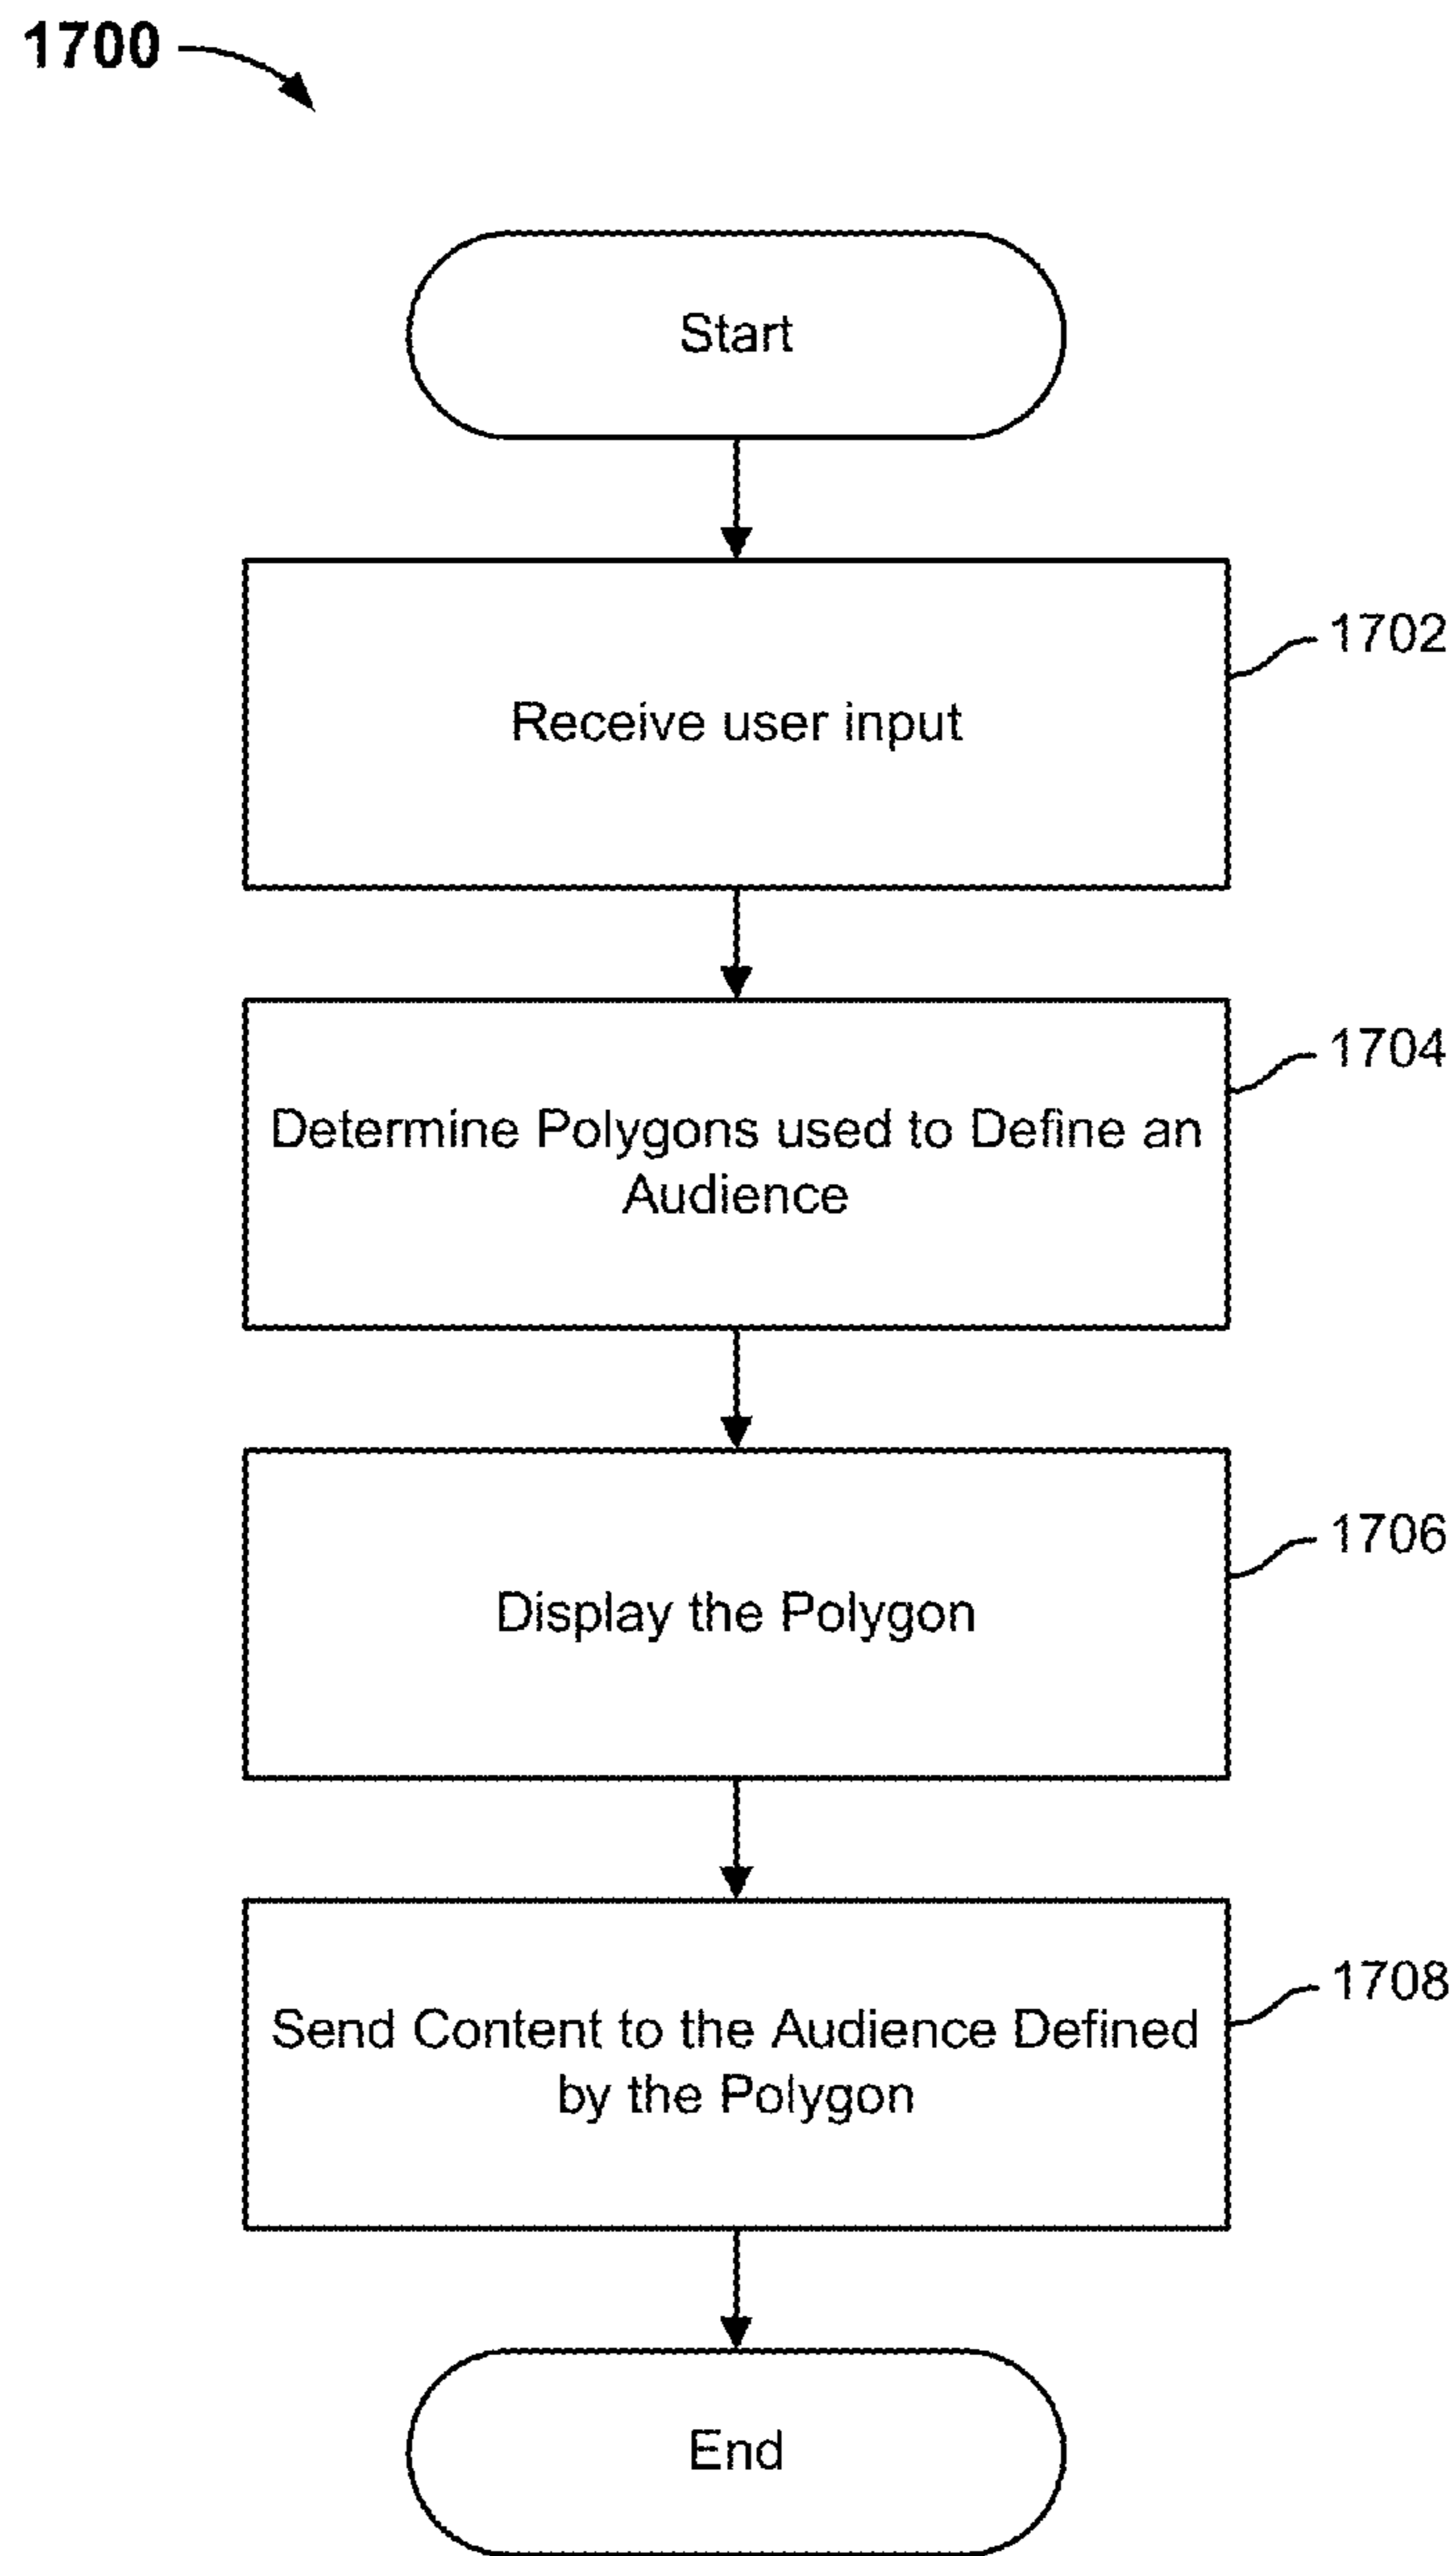 1700
Start
Receive user input
1702
Determine Polygons used to Define an
Audience
1704
Display the Polygon
1706
Send Content to the Audience Defined
by the Polygon
1708
End